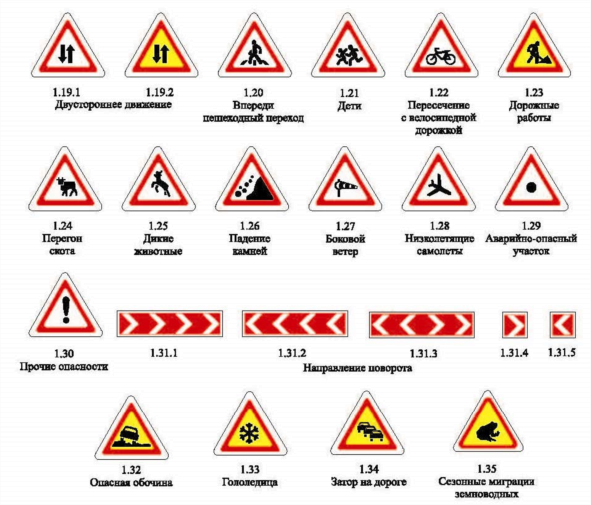 1.19.1 1.19.2 1.20 1.21 1.22 1.23
Двустороннее движение Впереди Дети Пересечение Дорожные
пешеходный переход с велосипедной работы
дорожкой
1.24 1.25 1.26 1.27 1.28 1.29
Перегон Дикие Падение Боковой Низколетящие Аварийно-опасный
скота животные камней ветер самолеты участок
1.30 1.31.1 1.31.2 1.31.3 1.31.4 1.31.5
Прочие опасности Направление поворота
1.32 1.33 1.34 1.35
Опасная обочина Гололедица Затор на дороге Сезонные миграции
земноводных